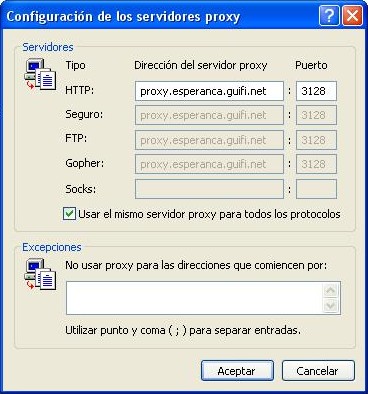 Configuración de los servidores proxy
Servidores
Tipo Dirección del servidor proxy Puerto
HTTP: proxy.esperanca.guifi.net : 3128
Seguro: proxy.esperanca.guifi.net : 3128
FTP: proxy.esperanca.guifi.net : 3128
Gopher: proxy.esperanca.guifi.net : 3128
Socks: :
Usar el mismo servidor proxy para todos los protocolos
Excepciones
No usar proxy para las direcciones que comiencen por:
Utilizar punto y coma ( ; ) para separar entradas.
Aceptar Cancelar